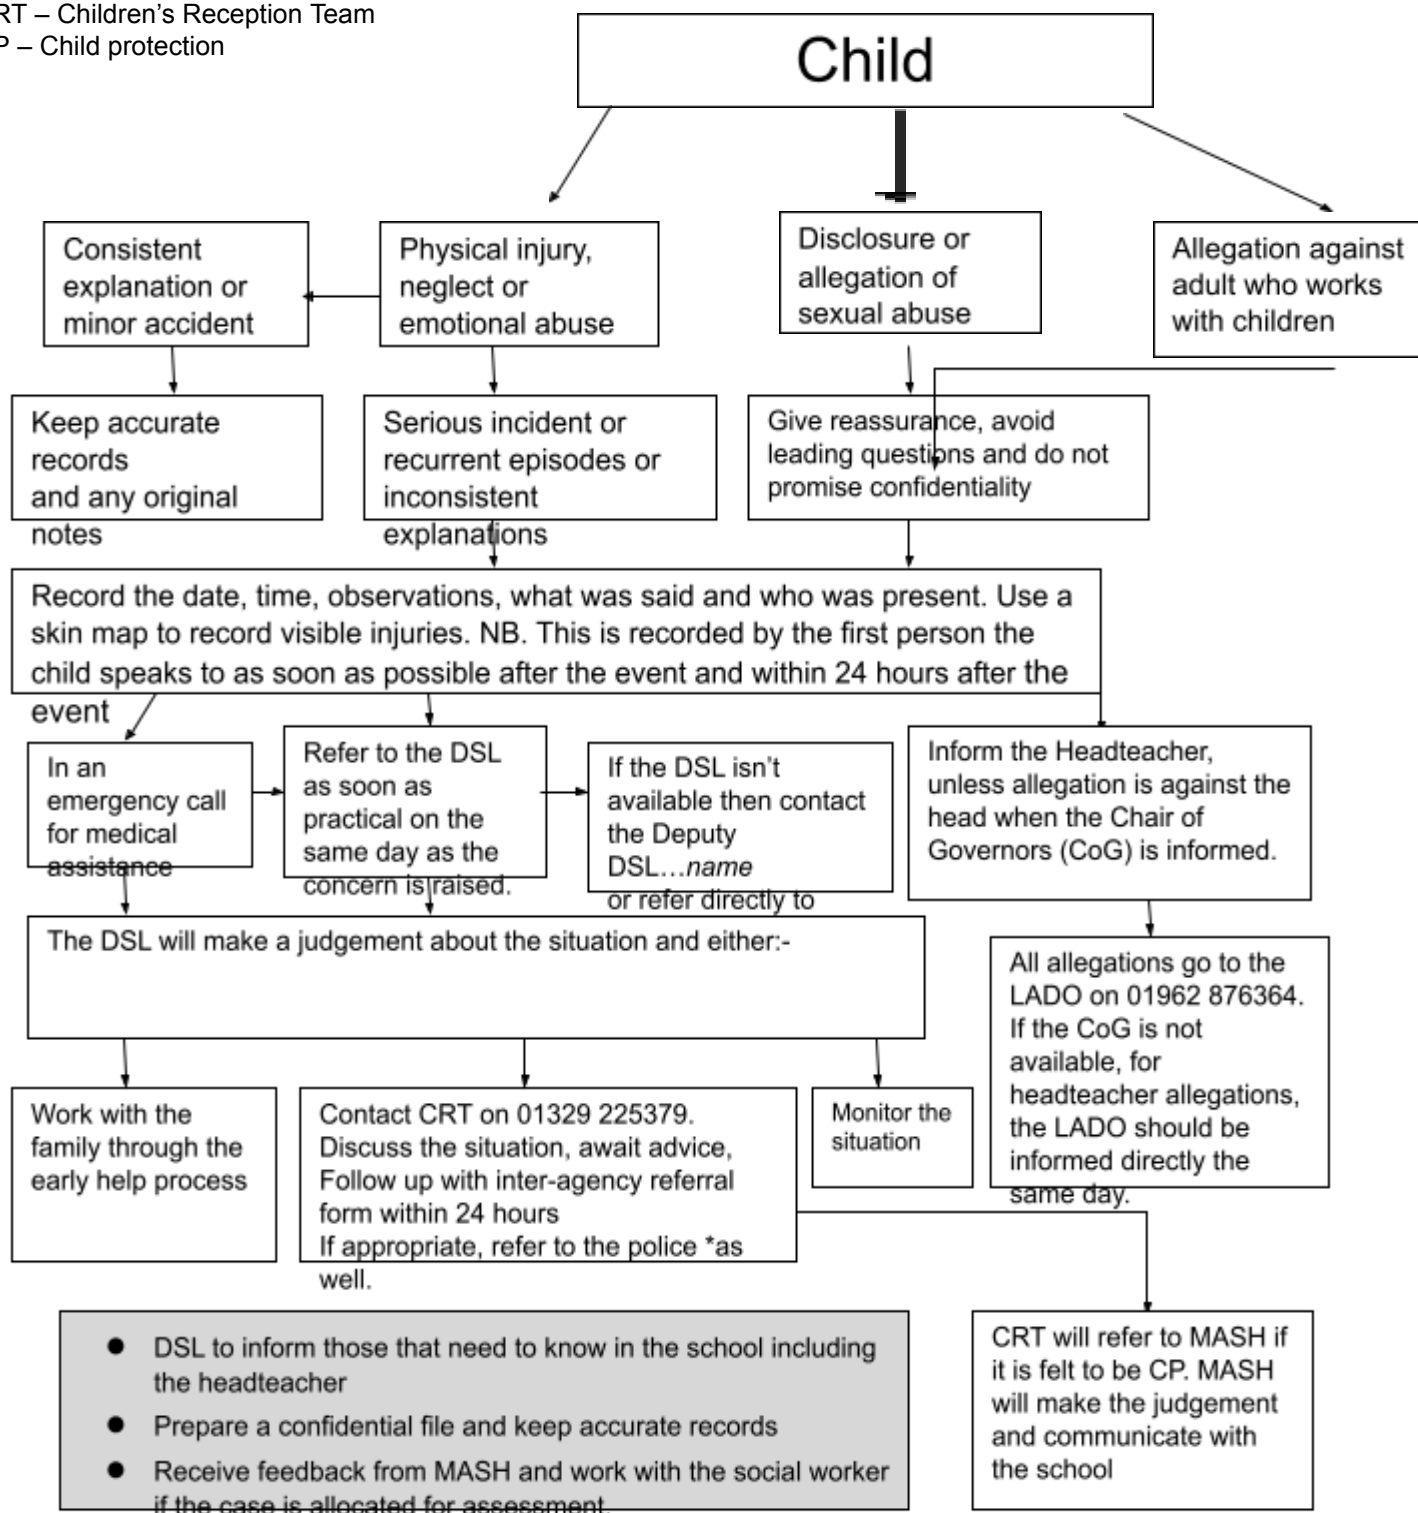 RT – Children's Reception Team
P – Child protection
Child
Consistent
explanation or
minor accident
Physical injury,
neglect or
emotional abuse
Disclosure or
allegation of
sexual abuse
Allegation against
adult who works
with children
Keep accurate
records
and any original
notes
Serious incident or
recurrent episodes or
inconsistent
explanations
Give reassurance, avoid
leading questions and do not
promise confidentiality
Record the date, time, observations, what was said and who was present. Use a
skin map to record visible injuries. NB. This is recorded by the first person the
child speaks to as soon as possible after the event and within 24 hours after the
event
In an
emergency call
for medical
assistance
Refer to the DSL
as soon as
practical on the
same day as the
concern is raised.
If the DSL isn't
available then contact
the Deputy
DSL…name
or refer directly to
Inform the Headteacher,
unless allegation is against the
head when the Chair of
Governors (CoG) is informed.
The DSL will make a judgement about the situation and either:-
All allegations go to the
LADO on 01962 876364.
If the CoG is not
available, for
headteacher allegations,
the LADO should be
informed directly the
same day.
Work with the
family through the
early help process
Contact CRT on 01329 225379.
Discuss the situation, await advice,
Follow up with inter-agency referral
form within 24 hours
If appropriate, refer to the police *as
well.
Monitor the
situation
● DSL to inform those that need to know in the school including
the headteacher
● Prepare a confidential file and keep accurate records
● Receive feedback from MASH and work with the social worker
if the case is allocated for assessment.
CRT will refer to MASH if
it is felt to be CP. MASH
will make the judgement
and communicate with
the school